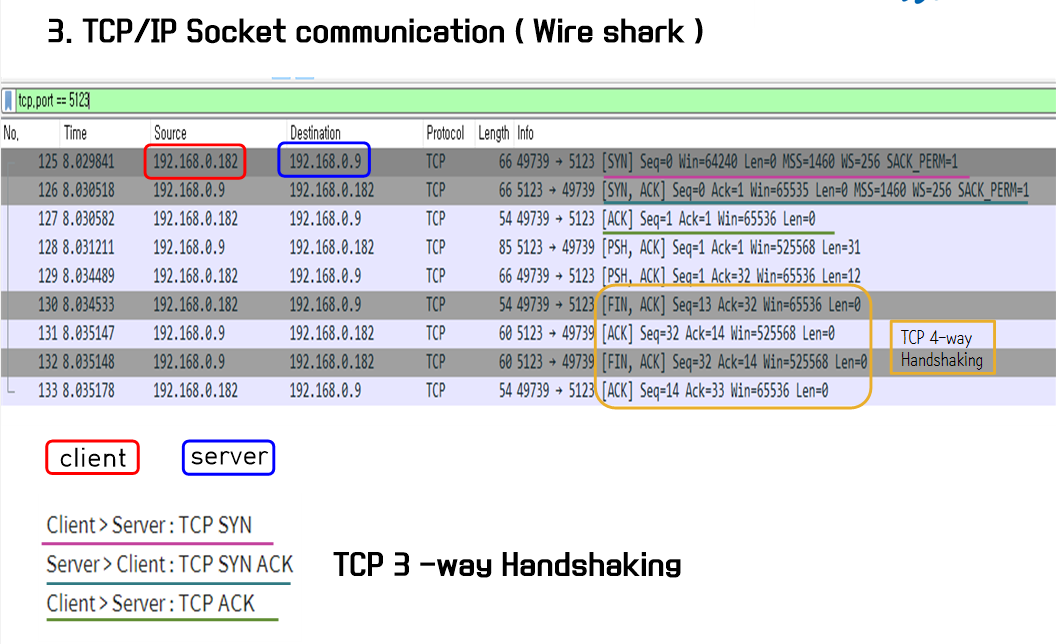 3. TCP/IP Socket communication ( Wire shark )
tcp.port == 5123
No. Time Source Destination Protocol Length Info
125 8.029841 192.168.0.182 192.168.0.9 TCP 66 49739 → 5123 [SYN] Seq=0 Win=64240 Len=0 MSS=1460 WS=256 SACK_PERM=1
126 8.030518 192.168.0.9 192.168.0.182 TCP 66 5123 → 49739 [SYN, ACK] Seq=0 Ack=1 Win=65535 Len=0 MSS=1460 WS=256 SACK_PERM=1
127 8.030582 192.168.0.182 192.168.0.9 TCP 54 49739 → 5123 [ACK] Seq=1 Ack=1 Win=65536 Len=0
128 8.031211 192.168.0.9 192.168.0.182 TCP 85 5123 → 49739 [PSH, ACK] Seq=1 Ack=1 Win=525568 Len=31
129 8.034489 192.168.0.182 192.168.0.9 TCP 66 49739 → 5123 [PSH, ACK] Seq=1 Ack=32 Win=65536 Len=12
130 8.034533 192.168.0.182 192.168.0.9 TCP 54 49739 → 5123 [FIN, ACK] Seq=13 Ack=32 Win=65536 Len=0
131 8.035147 192.168.0.9 192.168.0.182 TCP 60 5123 → 49739 [ACK] Seq=32 Ack=14 Win=525568 Len=0
132 8.035148 192.168.0.9 192.168.0.182 TCP 60 5123 → 49739 [FIN, ACK] Seq=32 Ack=14 Win=525568 Len=0
133 8.035178 192.168.0.182 192.168.0.9 TCP 54 49739 → 5123 [ACK] Seq=14 Ack=33 Win=65536 Len=0
TCP 4-way
Handshaking
client server
Client > Server : TCP SYN
Server > Client : TCP SYN ACK
Client > Server : TCP ACK
TCP 3 -way Handshaking